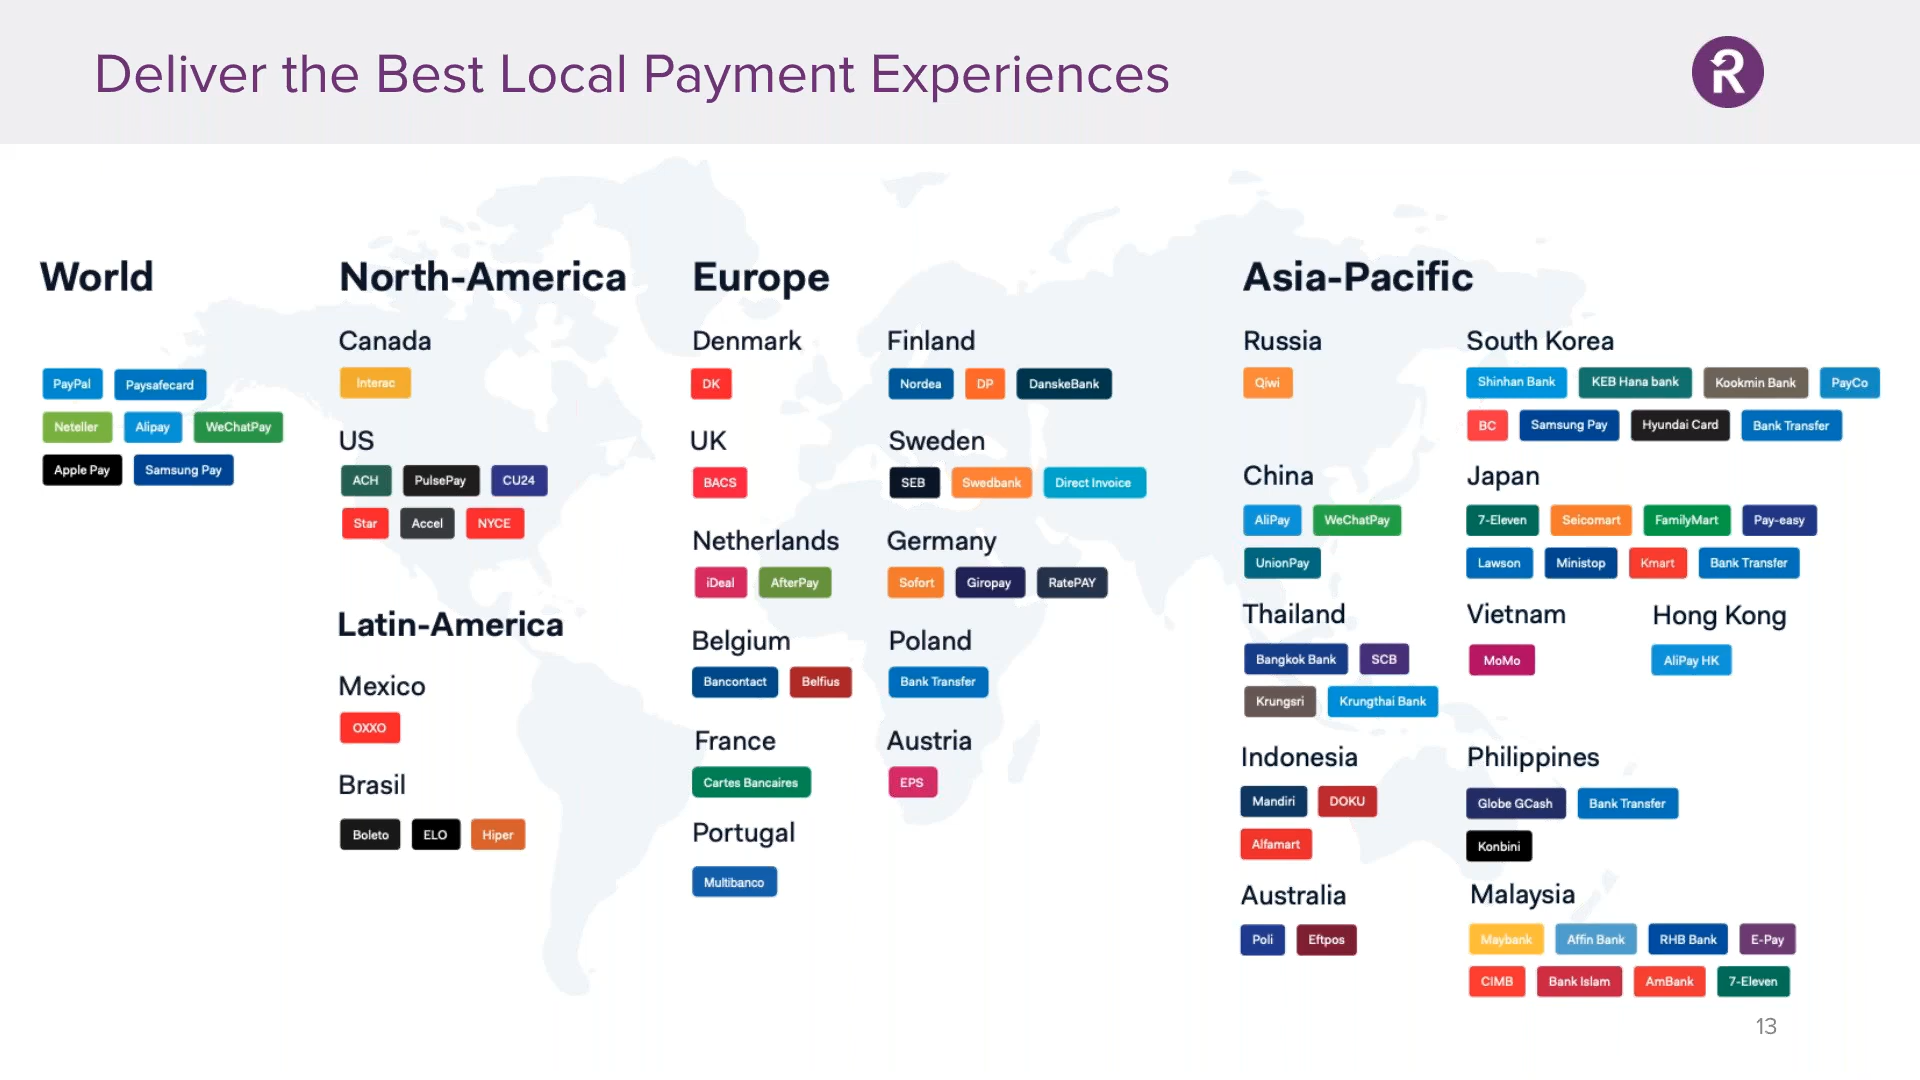 Deliver the Best Local Payment Experiences
R
World
PayPal Paysafecard
Neteller Alipay WeChatPay
Apple Pay Samsung Pay
North-America
Canada
Interac
US
ACH PulsePay CU24
Star Accel NYCE
Latin-America
Mexico
OXXO
Brasil
Boleto ELO Hiper
Europe
Denmark
DK
UK
BACS
Netherlands
iDeal AfterPay
Belgium
Bancontact Belfius
France
Cartes Bancaires
Portugal
Multibanco
Finland
Nordea DP DanskeBank
Sweden
SEB Swedbank Direct Invoice
Germany
Sofort Giropay RatePAY
Poland
Bank Transfer
Austria
EPS
Asia-Pacific
Russia
Qiwi
South Korea
Shinhan Bank KEB Hana bank Kookmin Bank PayCo
BC Samsung Pay Hyundai Card Bank Transfer
China
AliPay WeChatPay
UnionPay
Japan
7-Eleven Seicomart FamilyMart Pay-easy
Lawson Ministop Kmart Bank Transfer
Thailand
Bangkok Bank SCB
Krungsri Krungthai Bank
Vietnam
MoMo
Hong Kong
AliPay HK
Indonesia
Mandiri DOKU
Alfamart
Philippines
Globe GCash Bank Transfer
Konbini
Australia
Poli Eftpos
Malaysia
Maybank Affin Bank RHB Bank E-Pay
CIMB Bank Islam AmBank 7-Eleven
13